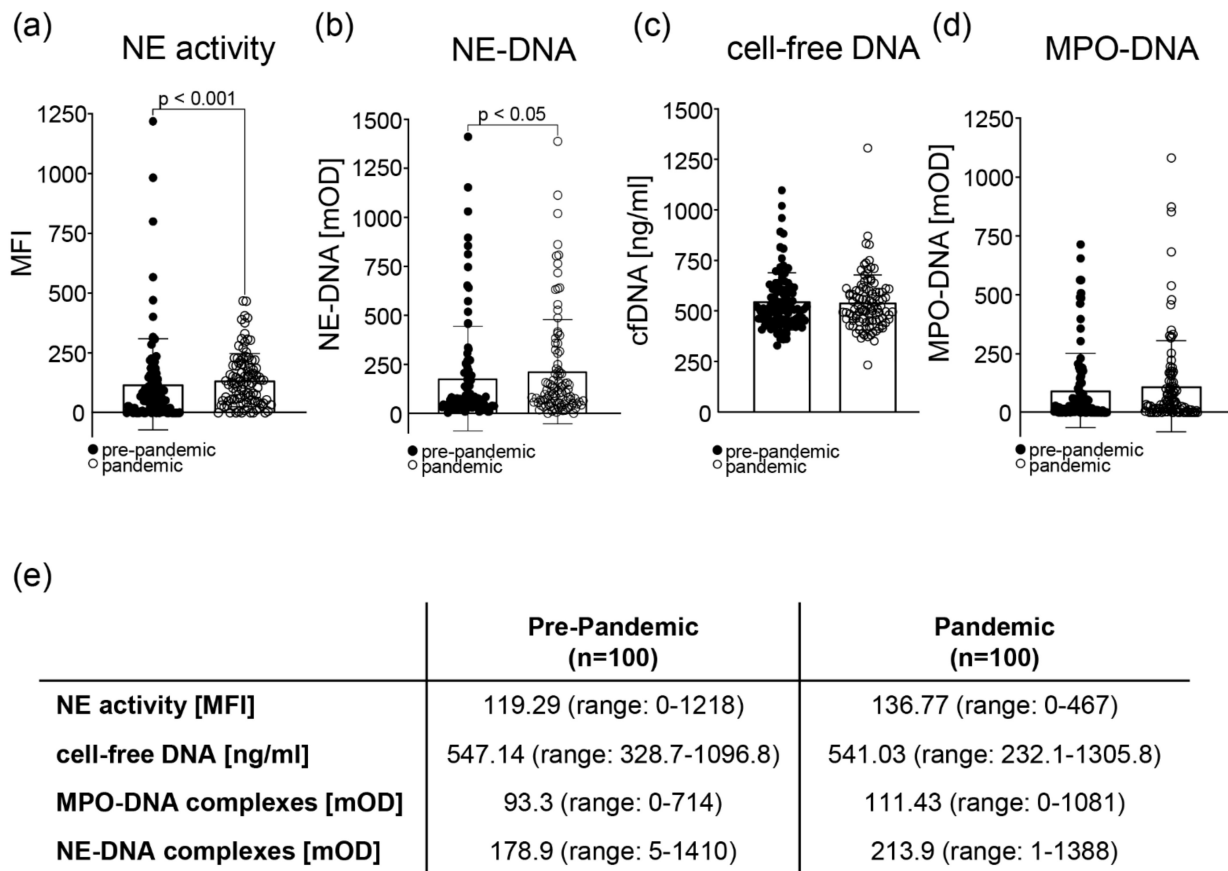 (a)
NE activity
p < 0.001
1250
1000
750
500
250
0
MFI
pre-pandemic
pandemic
(b)
NE-DNA
p < 0.05
1500
1250
1000
750
500
250
0
NE-DNA [mOD]
pre-pandemic
pandemic
(c)
cell-free DNA
1500
1250
1000
750
500
250
0
cfDNA [ng/ml]
pre-pandemic
pandemic
(d)
MPO-DNA
1250
1000
750
500
250
0
MPO-DNA [mOD]
pre-pandemic
pandemic
(e)
Pre-Pandemic Pandemic
(n=100) (n=100)
NE activity [MFI] 119.29 (range: 0-1218) 136.77 (range: 0-467)
cell-free DNA [ng/ml] 547.14 (range: 328.7-1096.8) 541.03 (range: 232.1-1305.8)
MPO-DNA complexes [mOD] 93.3 (range: 0-714) 111.43 (range: 0-1081)
NE-DNA complexes [mOD] 178.9 (range: 5-1410) 213.9 (range: 1-1388)